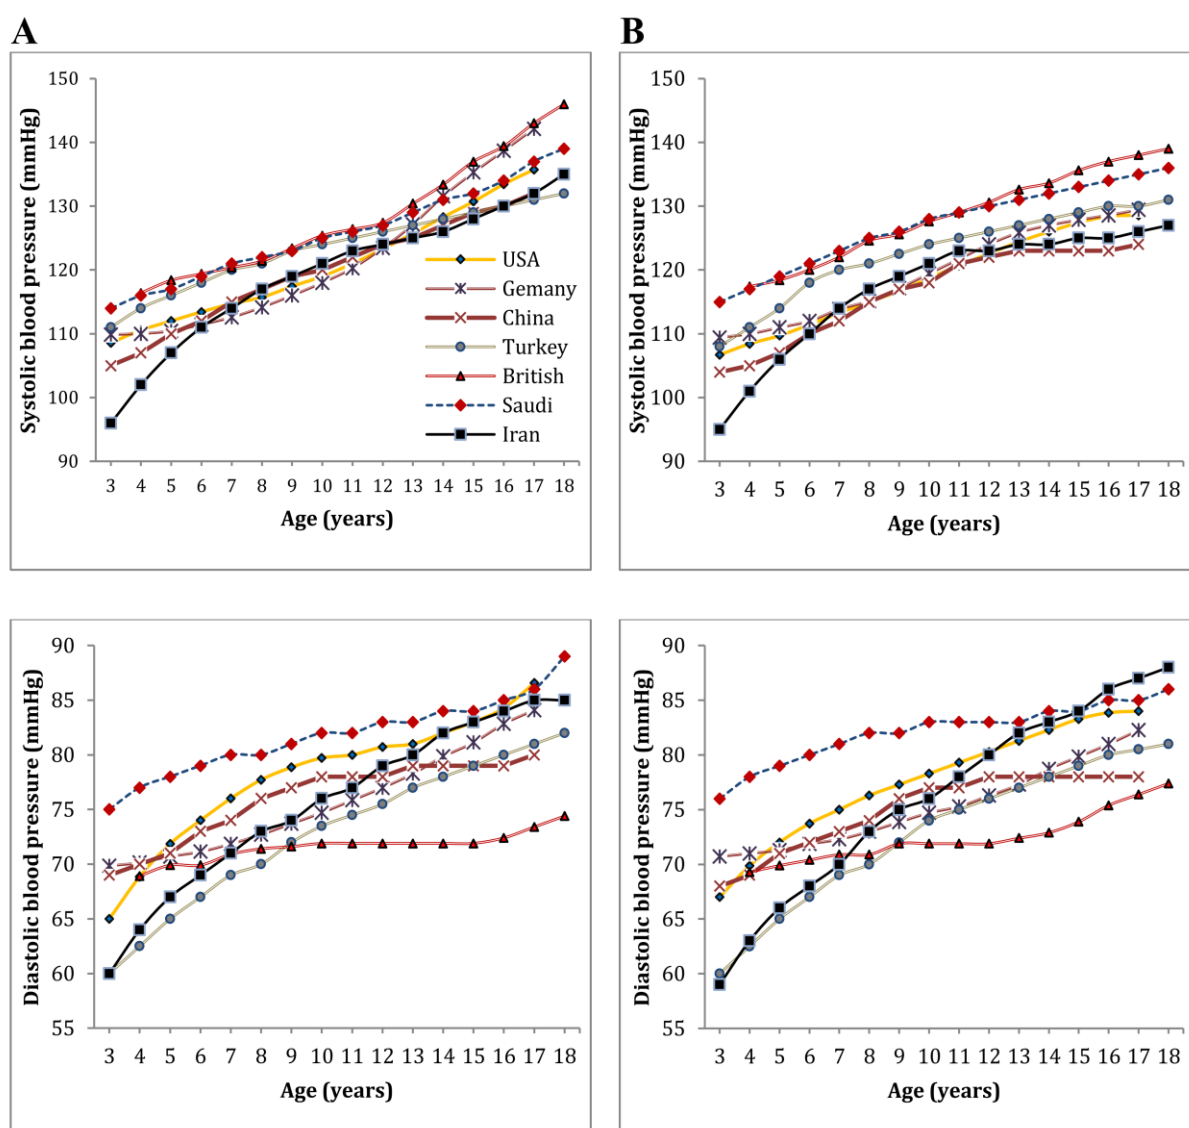 A
B
Systolic blood pressure (mmHg)
150
140
130
120
110
100
90
3 4 5 6 7 8 9 10 11 12 13 14 15 16 17 18
Age (years)
USA
Gemany
China
Turkey
British
Saudi
Iran
Systolic blood pressure (mmHg)
150
140
130
120
110
100
90
3 4 5 6 7 8 9 10 11 12 13 14 15 16 17 18
Age (years)
Diastolic blood pressure (mmHg)
90
85
80
75
70
65
60
55
3 4 5 6 7 8 9 10 11 12 13 14 15 16 17 18
Age (years)
Diastolic blood pressure (mmHg)
90
85
80
75
70
65
60
55
3 4 5 6 7 8 9 10 11 12 13 14 15 16 17 18
Age (years)